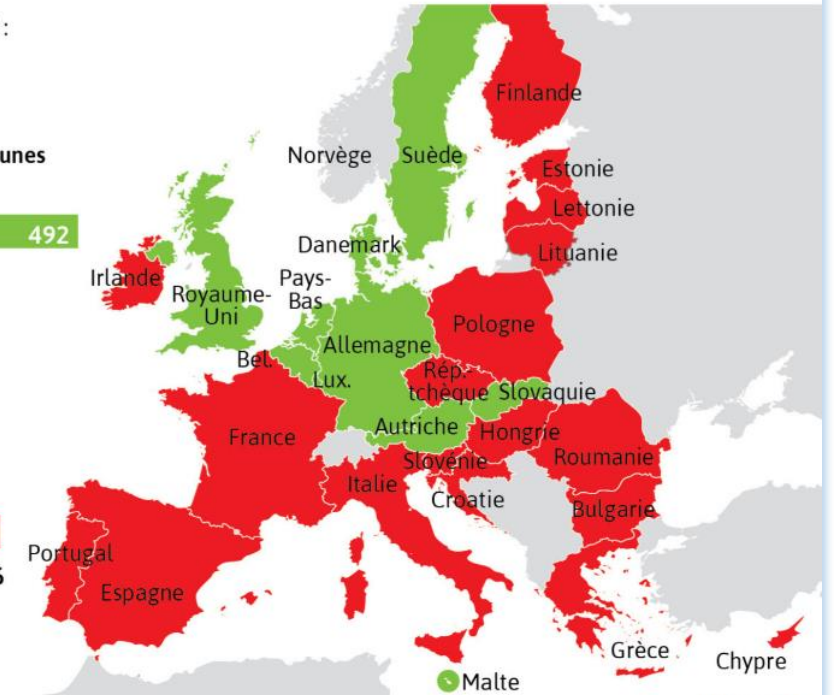 :
unes
492
Finlande
Norvège
Suède
Estonie
Lettonie
Lituanie
Danemark
Irlande
Royaume-
Uni
Pays-
Bas
Allemagne
Pologne
Bel.
Lux.
Rép.
tchèque
Slovaquie
Autriche
Hongrie
France
Slovénie
Roumanie
Italie
Croatie
Bulgarie
Portugal
Espagne
Grèce
Chypre
Malte